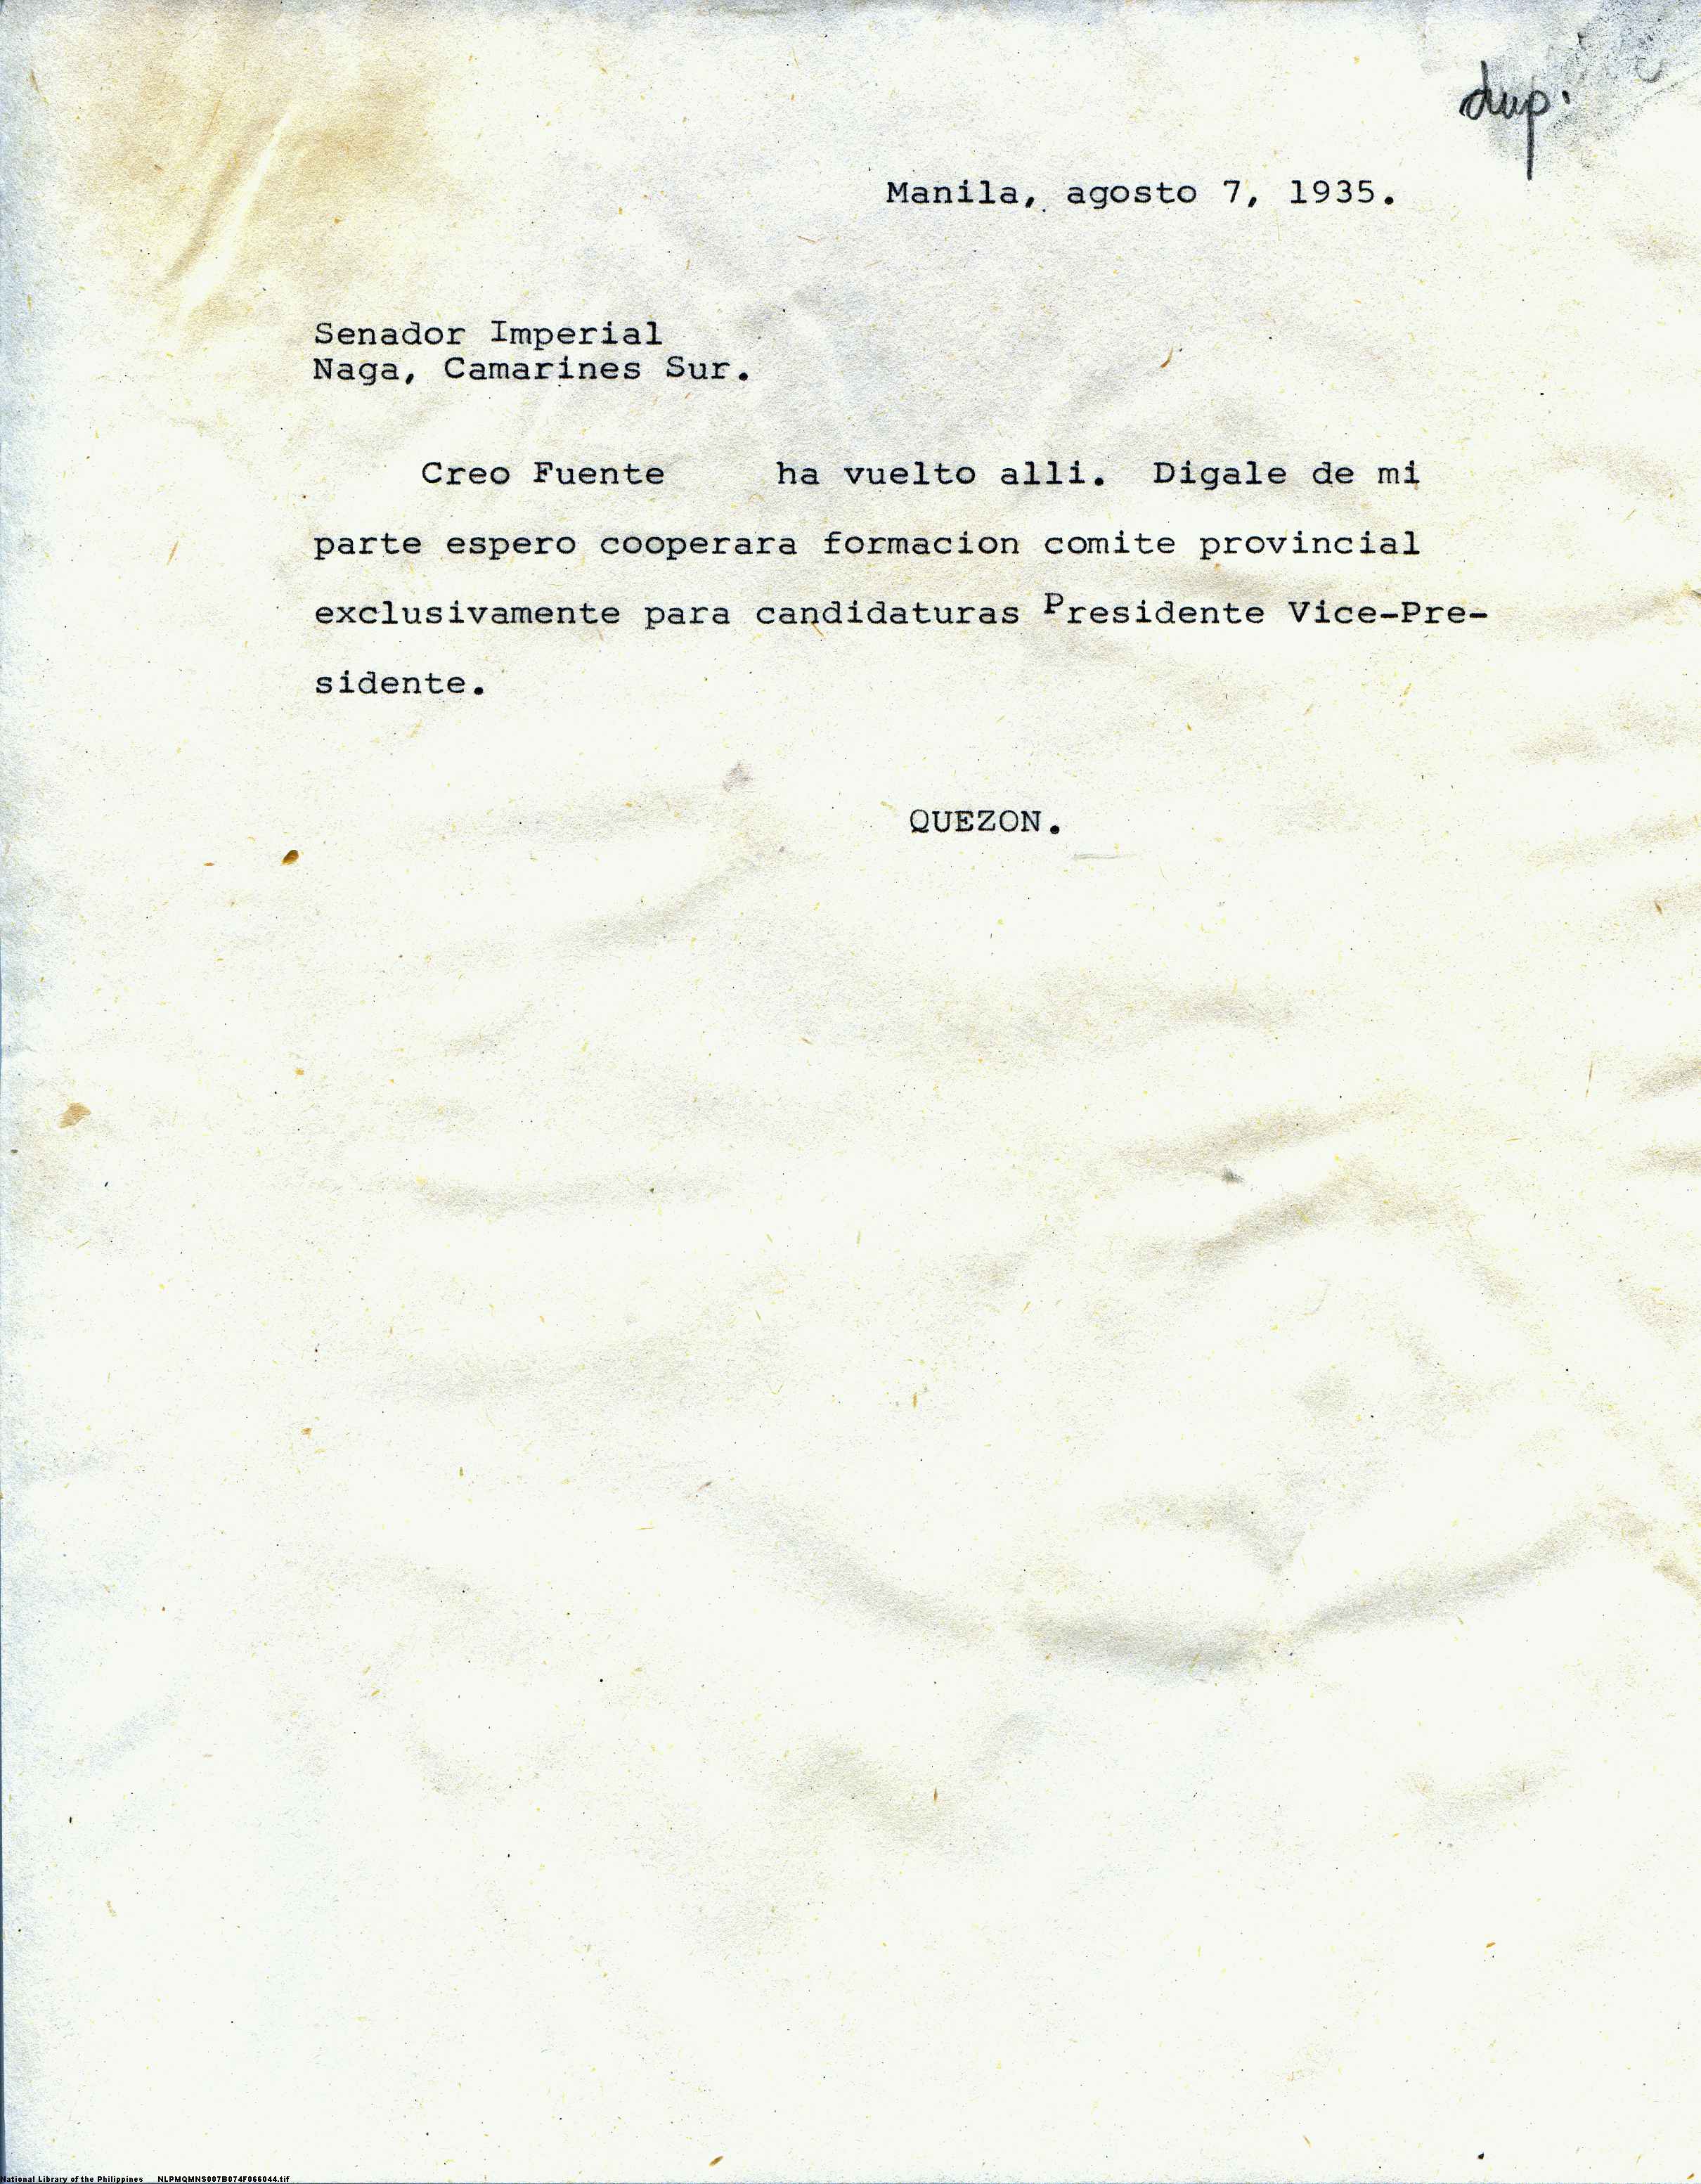 dup.
Manila, agosto 7, 1935.
Senador Imperial
Naga, Camarines Sur.
Creo Fuente ha vuelto alli. Digale de mi
parte espero cooperara formacion comite provincial
exclusivamente para candidaturas Presidente Vice-Pre-
sidente.
QUEZON.
National Library of the Philippines NLPMQMNS007B074F066044.tif